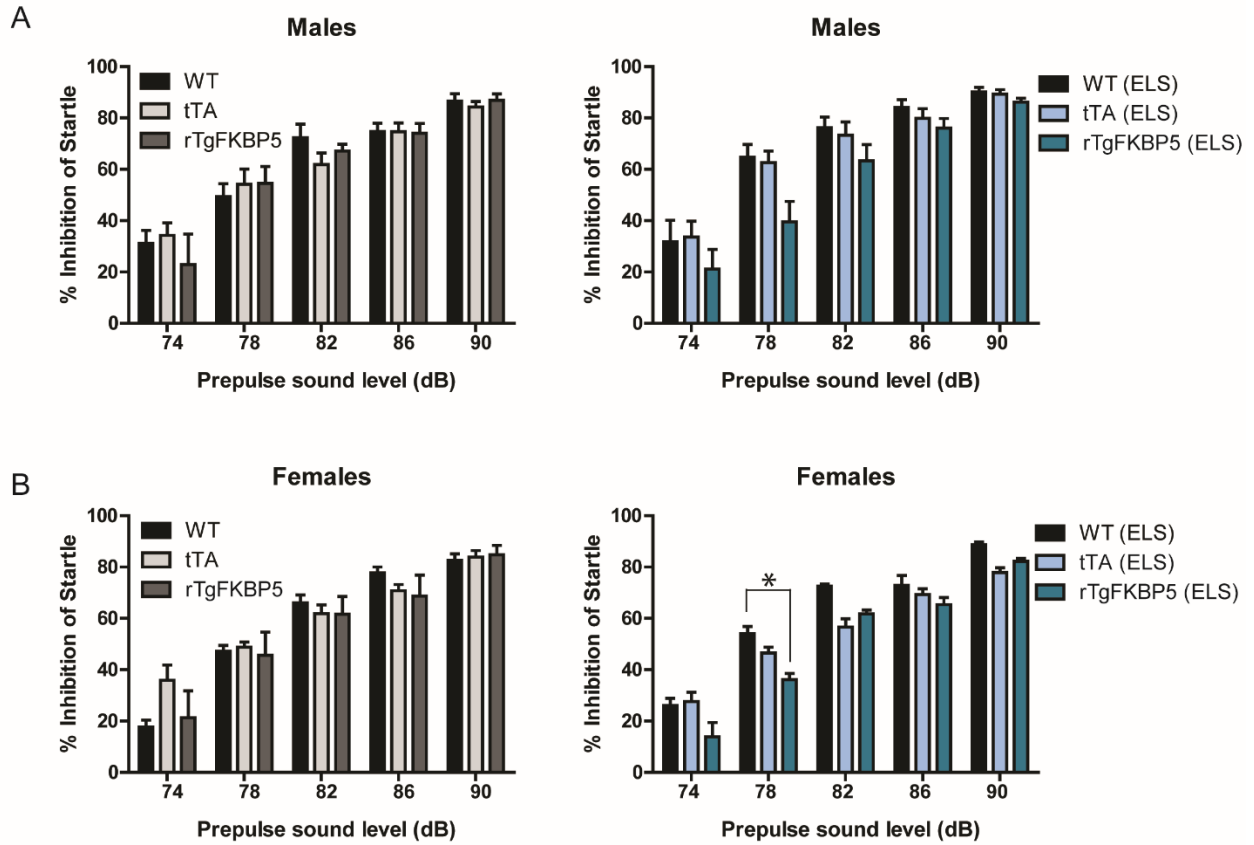 A
Males
% Inhibition of Startle
100
80
60
40
20
0
WT
tTA
rTgFKBP5
74 78 82 86 90
Prepulse sound level (dB)
Males
% Inhibition of Startle
100
80
60
40
20
0
WT (ELS)
tTA (ELS)
rTgFKBP5 (ELS)
74 78 82 86 90
Prepulse sound level (dB)
B
Females
% Inhibition of Startle
100
80
60
40
20
0
WT
tTA
rTgFKBP5
74 78 82 86 90
Prepulse sound level (dB)
Females
% Inhibition of Startle
100
80
60
40
20
0
*
WT (ELS)
tTA (ELS)
rTgFKBP5 (ELS)
74 78 82 86 90
Prepulse sound level (dB)